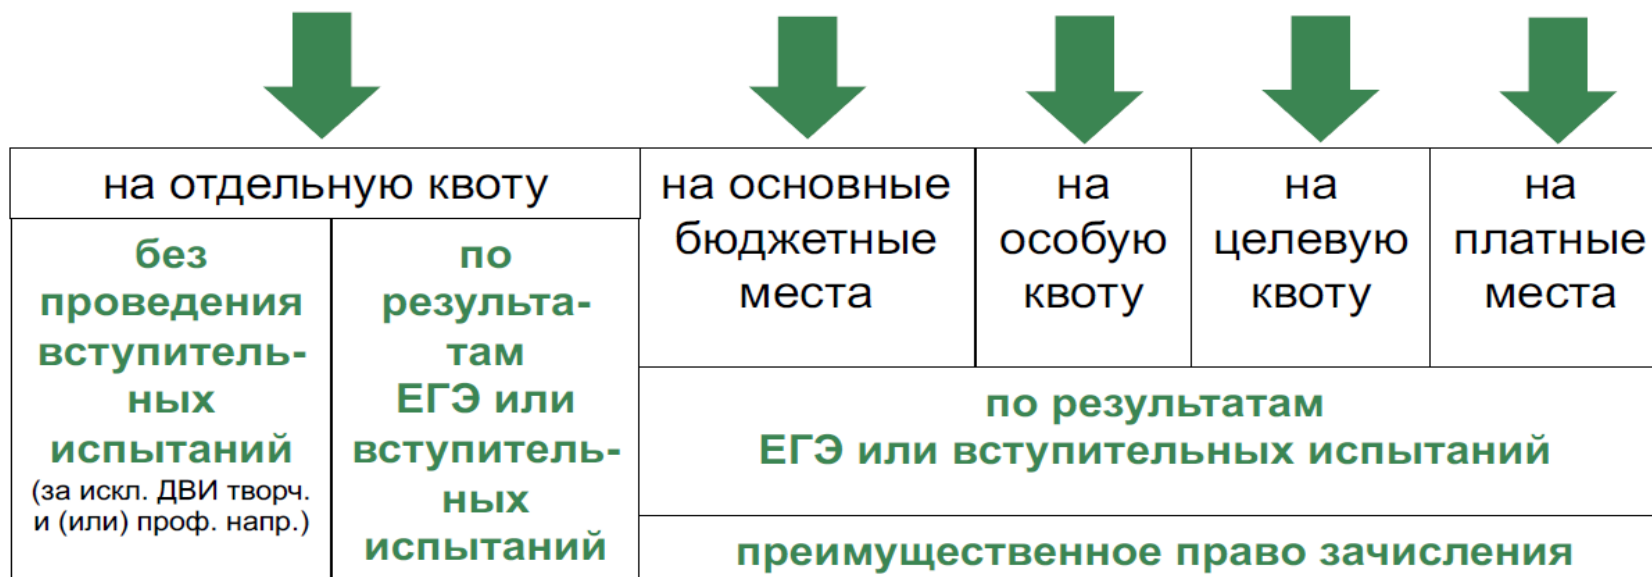 на отдельную квоту
без
проведения
вступитель-
ных
испытаний
(за искл. ДВИ творч.
и (или) проф. напр.)
по
результа-
там
ЕГЭ или
вступитель-
ных
испытаний
на основные
бюджетные
места
на
особую
квоту
на
целевую
квоту
на
платные
места
по результатам
ЕГЭ или вступительных испытаний
преимущественное право зачисления